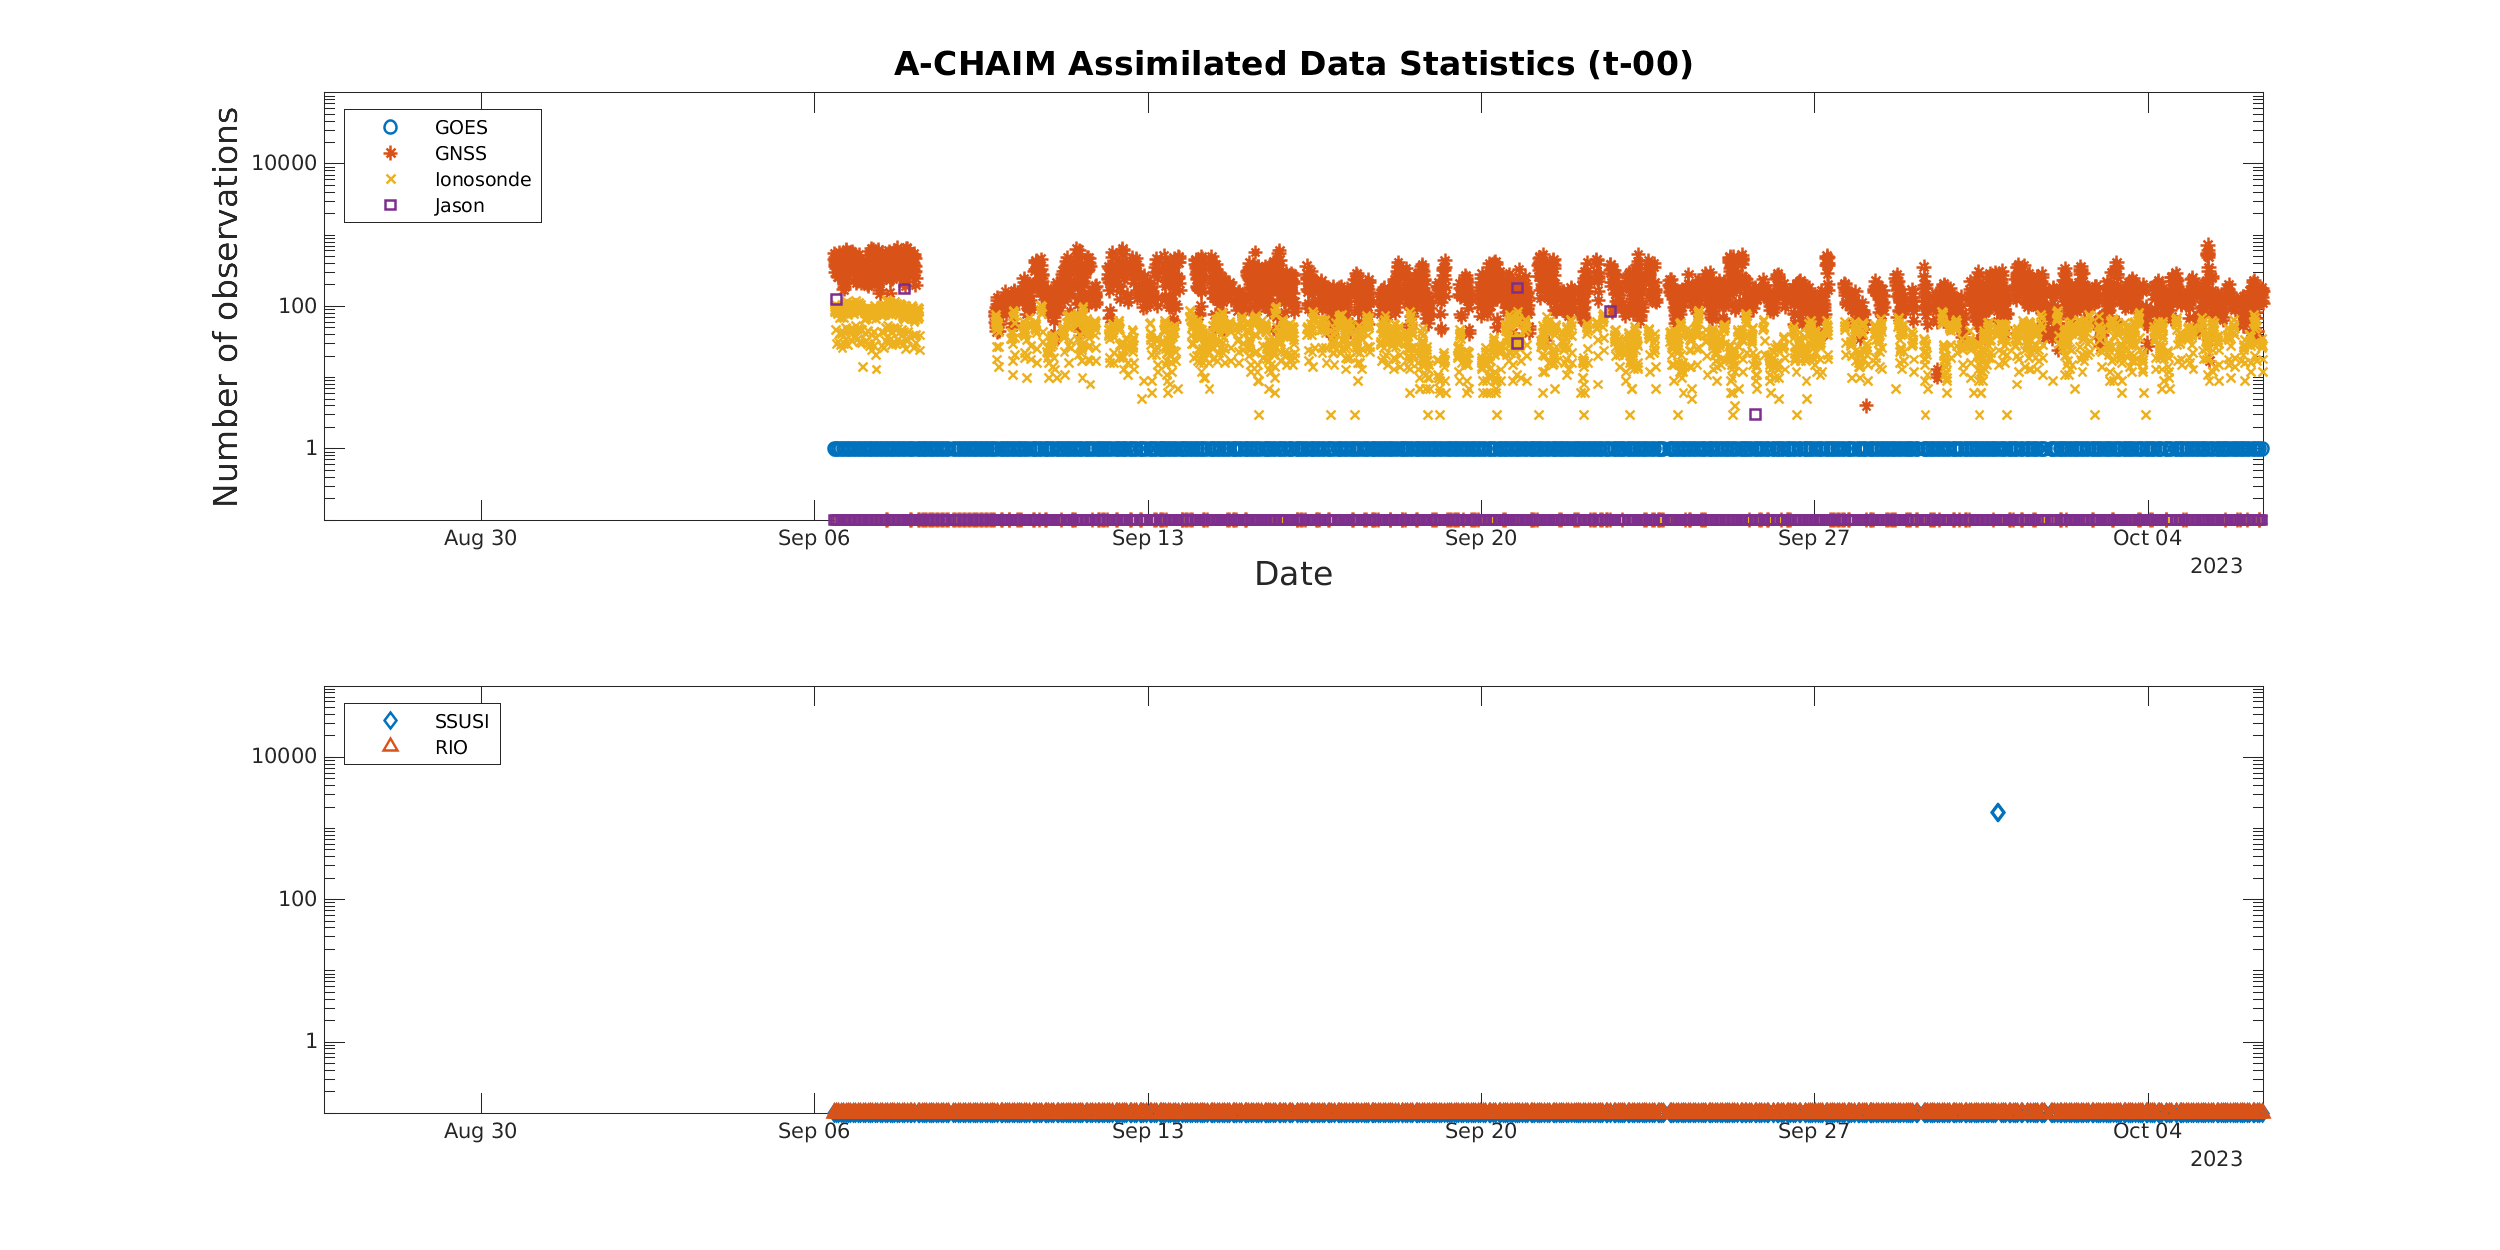 A-CHAIM Assimilated Data Statistics (t-00)
Number of observations
GOES
GNSS
Ionosonde
Jason
10000
100
1
Aug 30 Sep 06 Sep 13 Sep 20 Sep 27 Oct 04
2023
Date
SSUSI
RIO
10000
100
1
Aug 30 Sep 06 Sep 13 Sep 20 Sep 27 Oct 04
2023